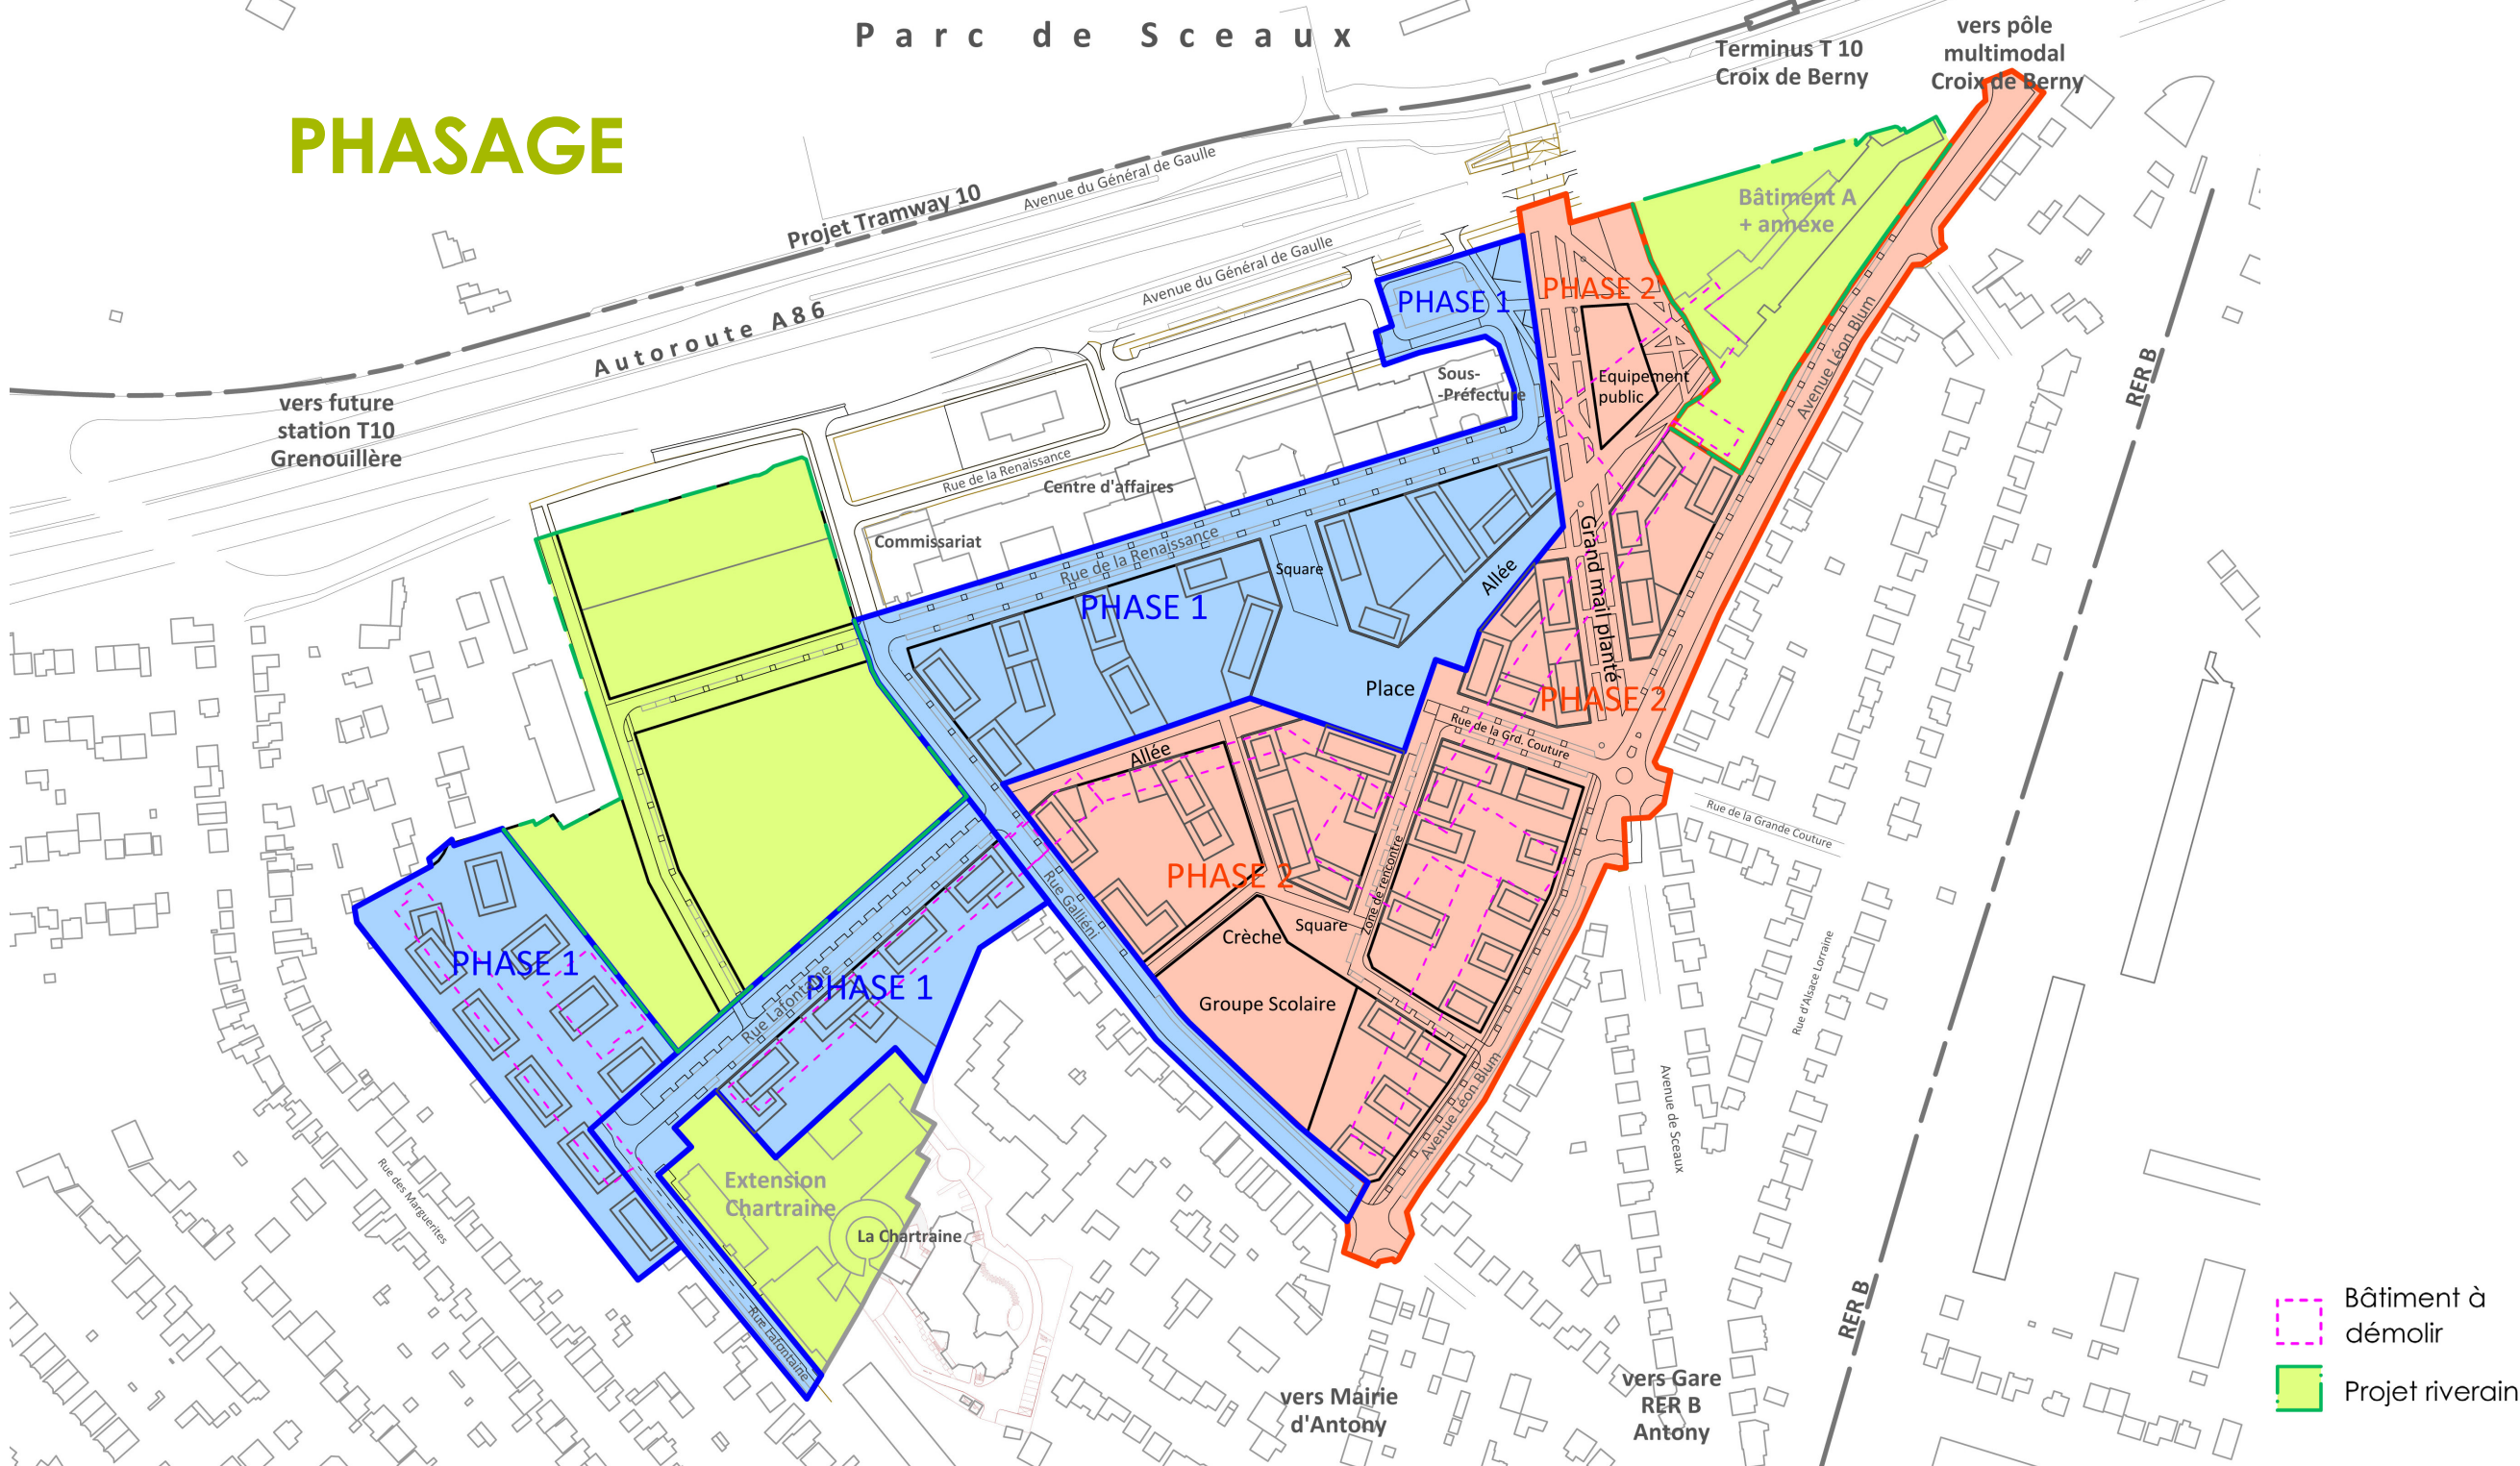 Parc de Sceaux
PHASAGE
Terminus T 10
Croix de Berny
vers pôle
multimodal
Croix de Berny
Avenue du Général de Gaulle
Projet Tramway 10
Avenue du Général de Gaulle
Autoroute A86
Bâtiment A
+ annexe
PHASE 1
PHASE 2
Equipement
public
Avenue Léon Blum
RER B
Sous-
-Préfecture
vers future
station T10
Grenouillère
Rue de la Renaissance
Centre d'affaires
Commissariat
Rue de la Renaissance
Square
Allée
Grand mail planté
PHASE 1
Place
PHASE 2
Rue de la Grd. Couture
Allée
Rue de la Grande Couture
PHASE 2
zone de rencontre
Rue Galliéni
Crèche
Square
Groupe Scolaire
PHASE 1
PHASE 1
Rue Lafontaine
Rue d'Alsace Lorraine
Avenue de Sceaux
Avenue Léon Blum
Rue des Marguerites
Extension
Chartraine
La Chartraine
Rue Lafontaine
RER B
vers Mairie
d'Antony
vers Gare
RER B
Antony
Bâtiment à
démolir
Projet riverain